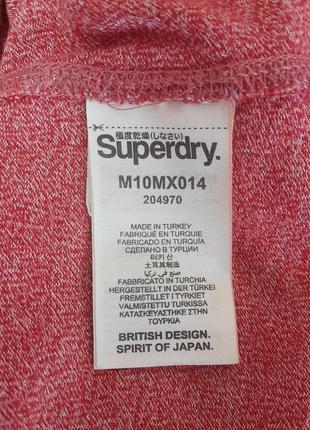 極度乾燥(しなさい)
Superdry.
M10MX014
204970
MADE IN TURKEY
FABRIQUÉ EN TURQUIE
FABRICADO EN TURQUÍA
СДЕЛАНО В ТУРЦИИ
터키 산
土耳其制造
صنع في تركيا
FABBRICATO IN TURCHIA
HERGESTELLT IN DER TÜRKEI
FREMSTILLET I TYRKIET
VALMISTETTU TURKISSA
ΚΑΤΑΣΚΕΥΑΣΤΗΚΕ ΣΤΗΝ
ΤΟΥΡΚΙΑ
BRITISH DESIGN.
SPIRIT OF JAPAN.